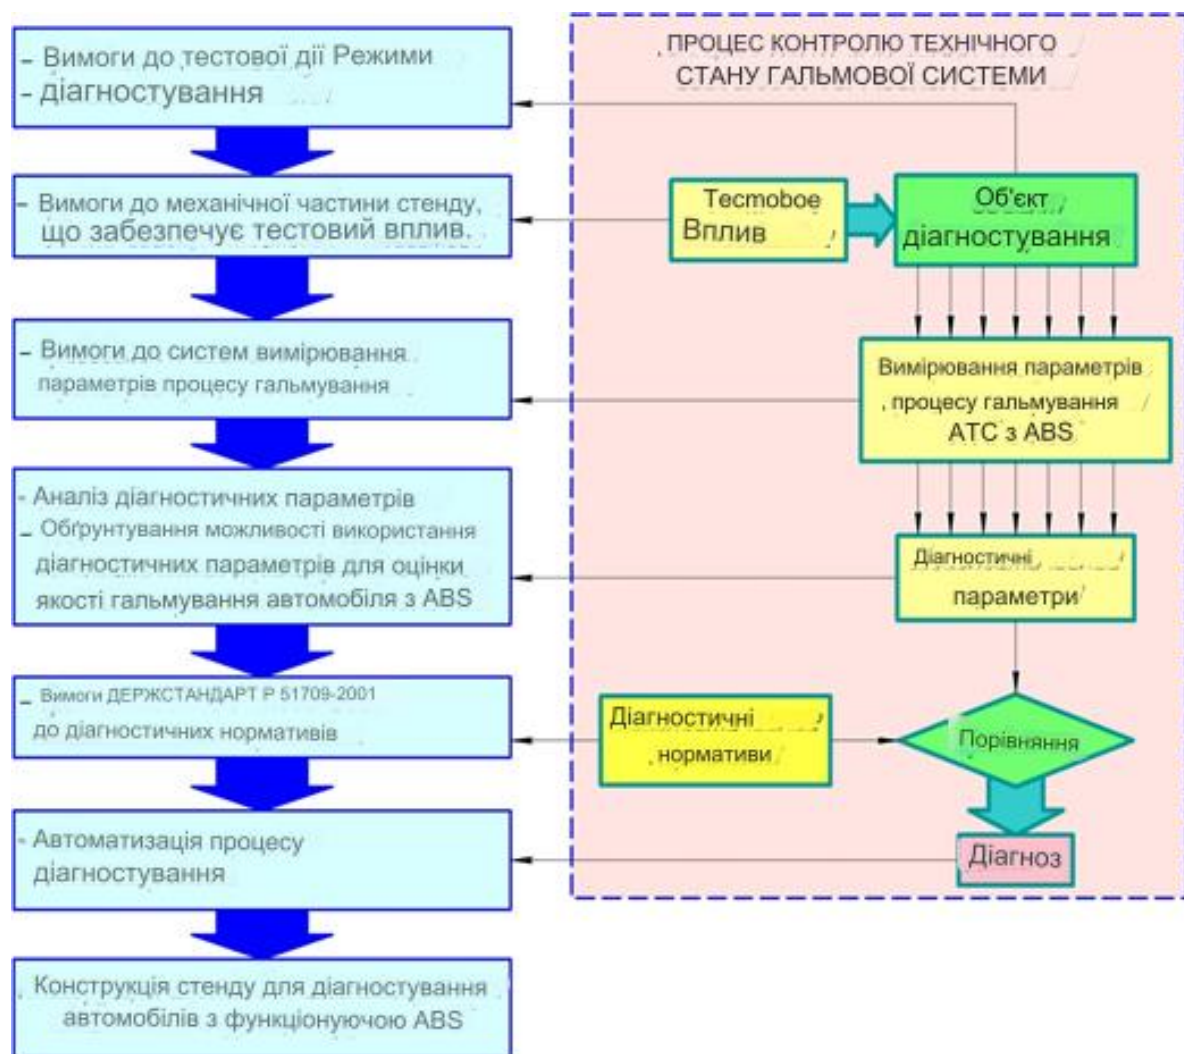 – Вимоги до тестової дії Режими
– діагностування
– Вимоги до механічної частини стенду,
що забезпечує тестовий вплив.
– Вимоги до систем вимірювання
параметрів процесу гальмування
- Аналіз діагностичних параметрів
– Обґрунтування можливості використання
діагностичних параметрів для оцінки
якості гальмування автомобіля з ABS
– Вимоги ДЕРЖСТАНДАРТ Р 51709-2001
до діагностичних нормативів
- Автоматизація процесу
діагностування
Конструкція стенду для діагностування
автомобілів з функціонуючою ABS
ПРОЦЕС КОНТРОЛЮ ТЕХНІЧНОГО
СТАНУ ГАЛЬМОВОЇ СИСТЕМИ
Тестовое
Вплив
Об'єкт
діагностування
Вимірювання параметрів
процесу гальмування
АТС з ABS
Діагностичні
параметри
Діагностичні
нормативи
Порівняння
Діагноз